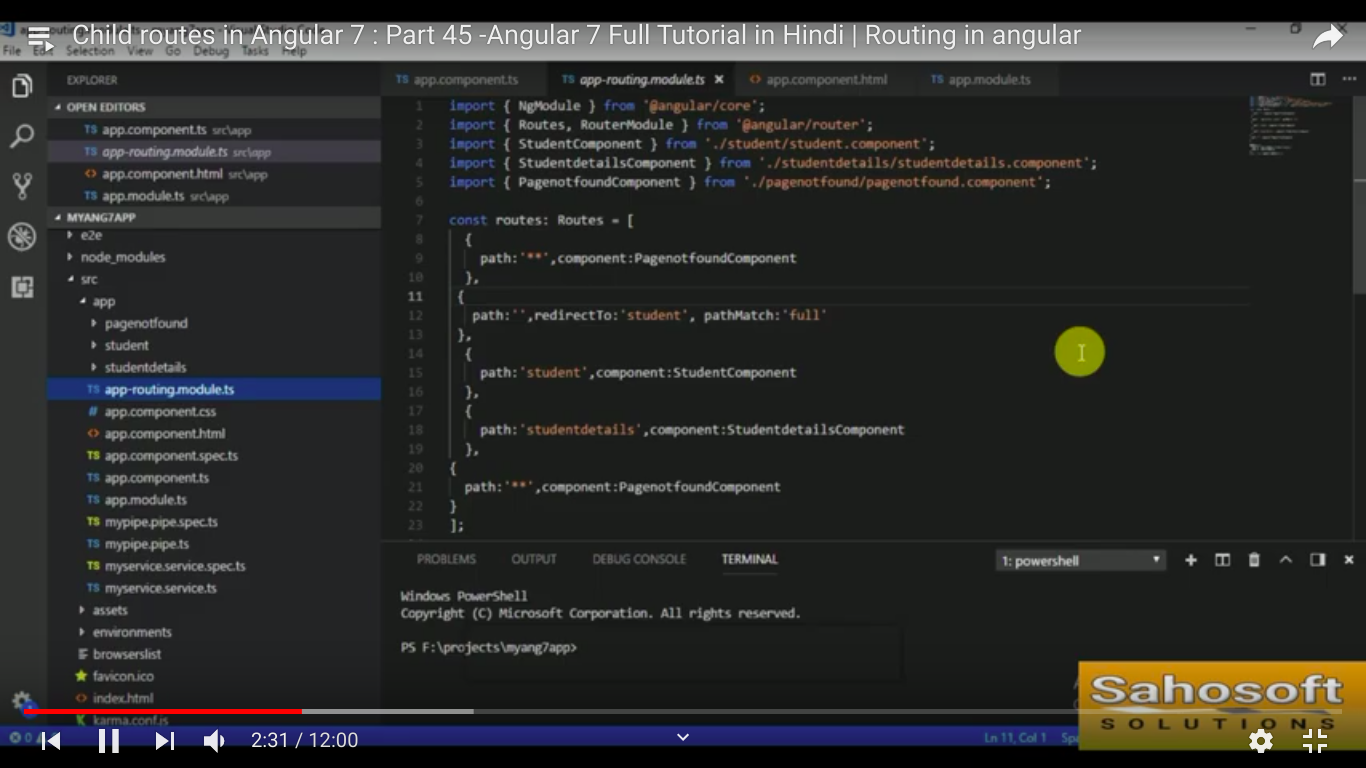 Child routes in Angular 7 : Part 45 -Angular 7 Full Tutorial in Hindi | Routing in angular
File Edit Selection View Go Debug Tasks Help
EXPLORER
OPEN EDITORS
TS app.component.ts src\app
TS app-routing.module.ts src\app
<> app.component.html src\app
TS app.module.ts src\app
MYANG7APP
e2e
node_modules
src
app
pagenotfound
student
studentdetails
TS app-routing.module.ts
# app.component.css
<> app.component.html
TS app.component.spec.ts
TS app.component.ts
TS app.module.ts
TS mypipe.pipe.spec.ts
TS mypipe.pipe.ts
TS myservice.service.spec.ts
TS myservice.service.ts
assets
environments
browserslist
favicon.ico
<> index.html
karma.conf.js
TS app.component.ts TS app-routing.module.ts × <> app.component.html TS app.module.ts
1 import { NgModule } from '@angular/core';
2 import { Routes, RouterModule } from '@angular/router';
3 import { StudentComponent } from './student/student.component';
4 import { StudentdetailsComponent } from './studentdetails/studentdetails.component';
5 import { PagenotfoundComponent } from './pagenotfound/pagenotfound.component';
6
7 const routes: Routes = [
8 {
9 path:'**',component:PagenotfoundComponent
10 },
11 {
12 path:'',redirectTo:'student', pathMatch:'full'
13 },
14 {
15 path:'student',component:StudentComponent
16 },
17 {
18 path:'studentdetails',component:StudentdetailsComponent
19 },
20 {
21 path:'**',component:PagenotfoundComponent
22 }
23 ];
PROBLEMS OUTPUT DEBUG CONSOLE TERMINAL 1: powershell
Windows PowerShell
Copyright (C) Microsoft Corporation. All rights reserved.
PS F:\projects\myang7app>
Sahosoft
SOLUTIONS
Ln 11, Col 1
2:31 / 12:00